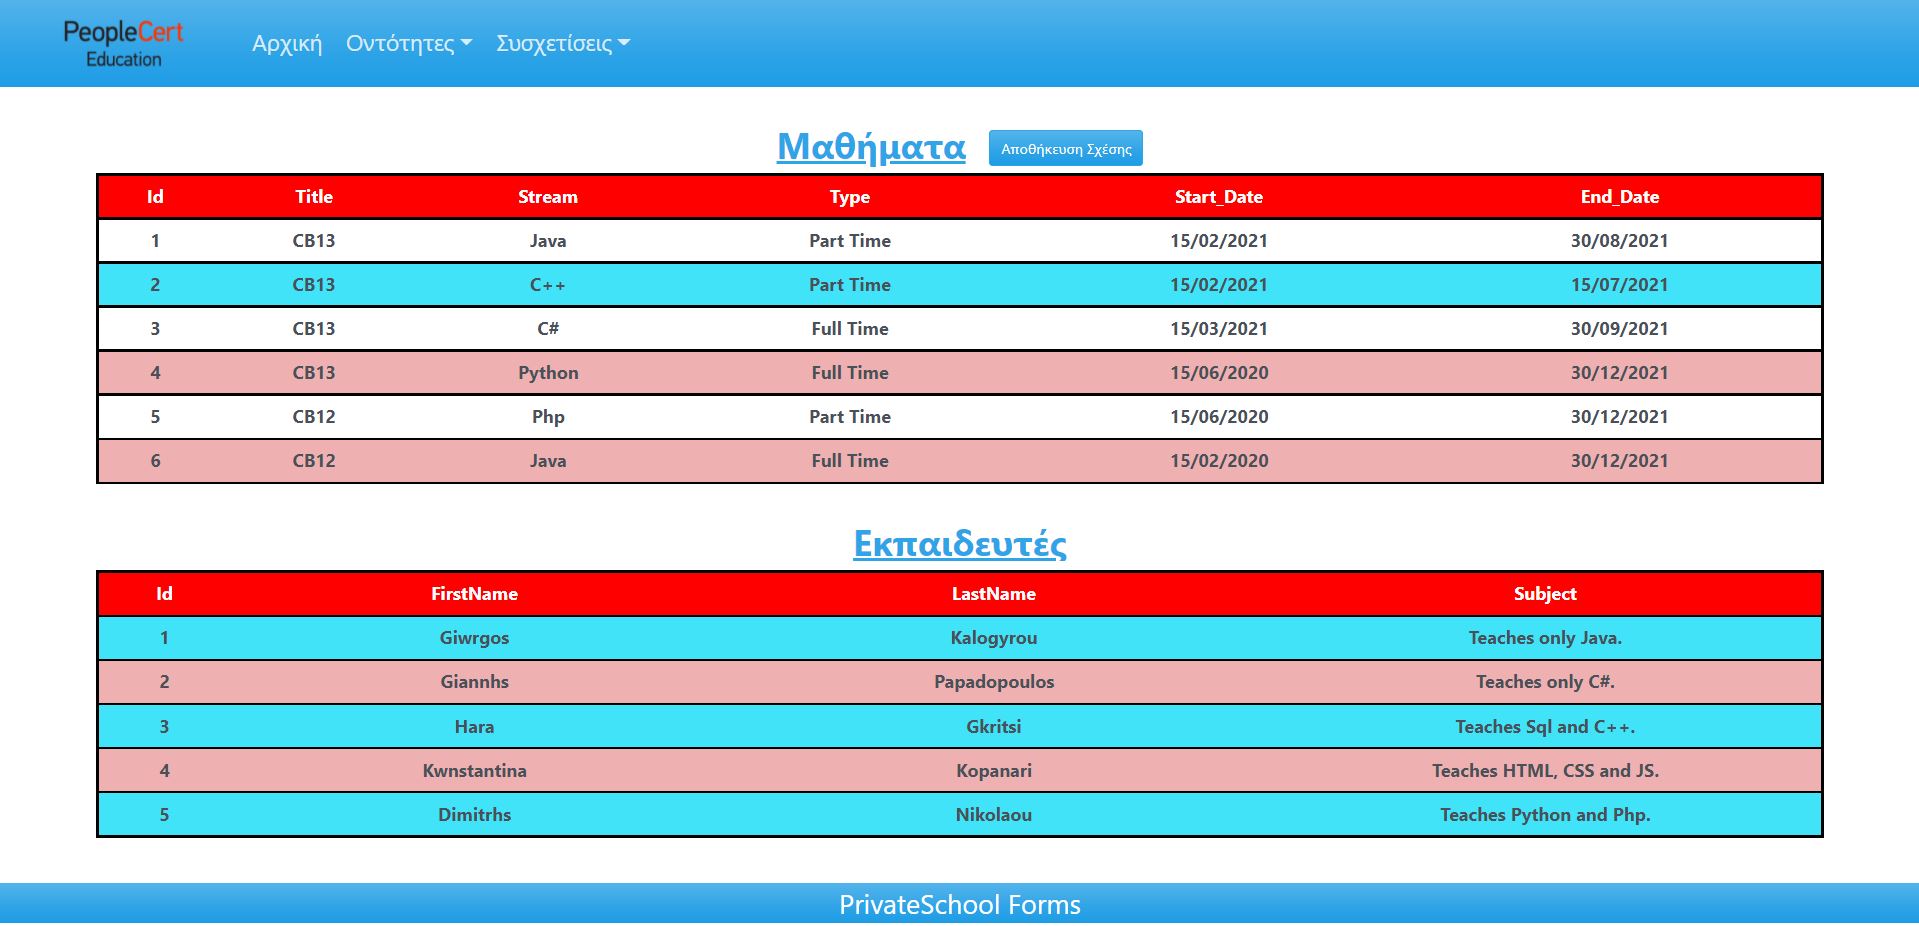 PeopleCert
Education
Αρχική Οντότητες Συσχετίσεις
Μαθήματα Αποθήκευση Σχέσης
Id Title Stream Type Start_Date End_Date
1 CB13 Java Part Time 15/02/2021 30/08/2021
2 CB13 C++ Part Time 15/02/2021 15/07/2021
3 CB13 C# Full Time 15/03/2021 30/09/2021
4 CB13 Python Full Time 15/06/2020 30/12/2021
5 CB12 Php Part Time 15/06/2020 30/12/2021
6 CB12 Java Full Time 15/02/2020 30/12/2021
Εκπαιδευτές
Id FirstName LastName Subject
1 Giwrgos Kalogyrou Teaches only Java.
2 Giannhs Papadopoulos Teaches only C#.
3 Hara Gkritsi Teaches Sql and C++.
4 Kwnstantina Kopanari Teaches HTML, CSS and JS.
5 Dimitrhs Nikolaou Teaches Python and Php.
PrivateSchool Forms